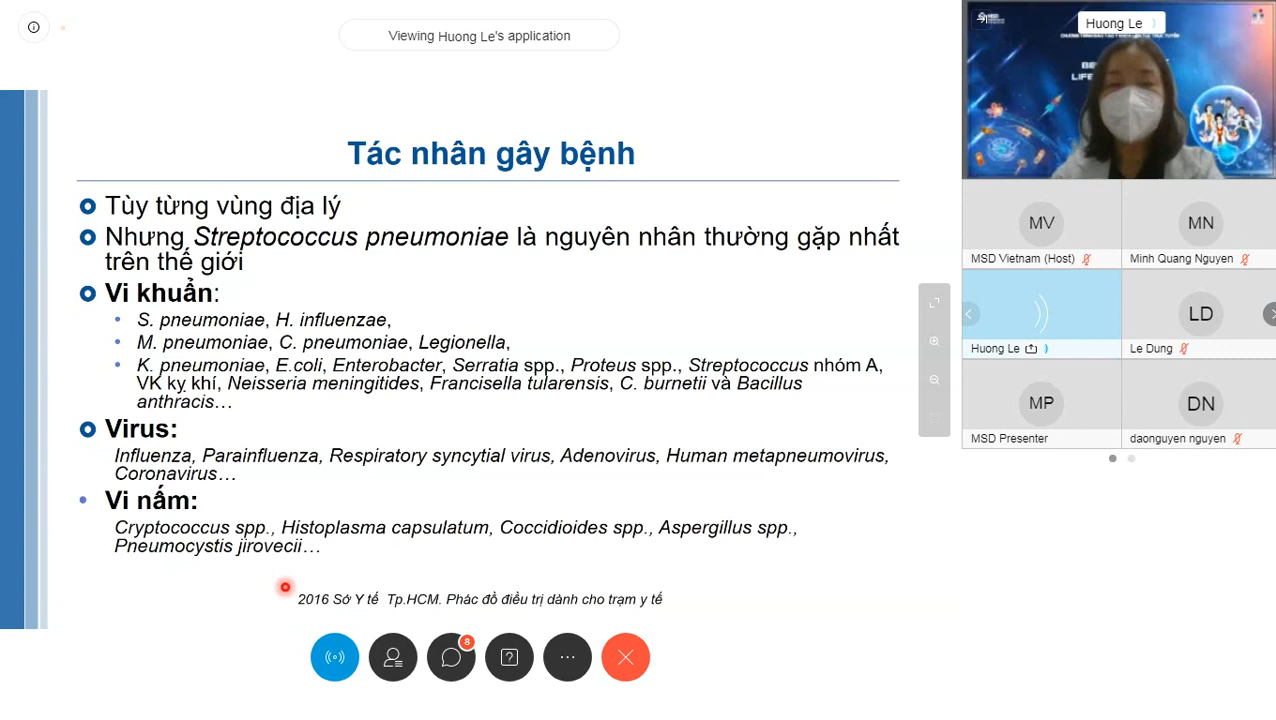 Viewing Huong Le's application
Tác nhân gây bệnh
Tùy từng vùng địa lý
Nhưng Streptococcus pneumoniae là nguyên nhân thường gặp nhất
trên thế giới
Vi khuẩn:
S. pneumoniae, H. influenzae,
M. pneumoniae, C. pneumoniae, Legionella,
K. pneumoniae, E.coli, Enterobacter, Serratia spp., Proteus spp., Streptococcus nhóm A,
VK kỵ khí, Neisseria meningitides, Francisella tularensis, C. burnetii và Bacillus
anthracis…
Virus:
Influenza, Parainfluenza, Respiratory syncytial virus, Adenovirus, Human metapneumovirus,
Coronavirus…
Vi nấm:
Cryptococcus spp., Histoplasma capsulatum, Coccidioides spp., Aspergillus spp.,
Pneumocystis jirovecii…
2016 Sở Y tế Tp.HCM. Phác đồ điều trị dành cho trạm y tế
8
Huong Le
MSD
MV
MSD Vietnam (Host)
MN
Minh Quang Nguyen
Huong Le
LD
Le Dung
MP
MSD Presenter
DN
daonguyen nguyen